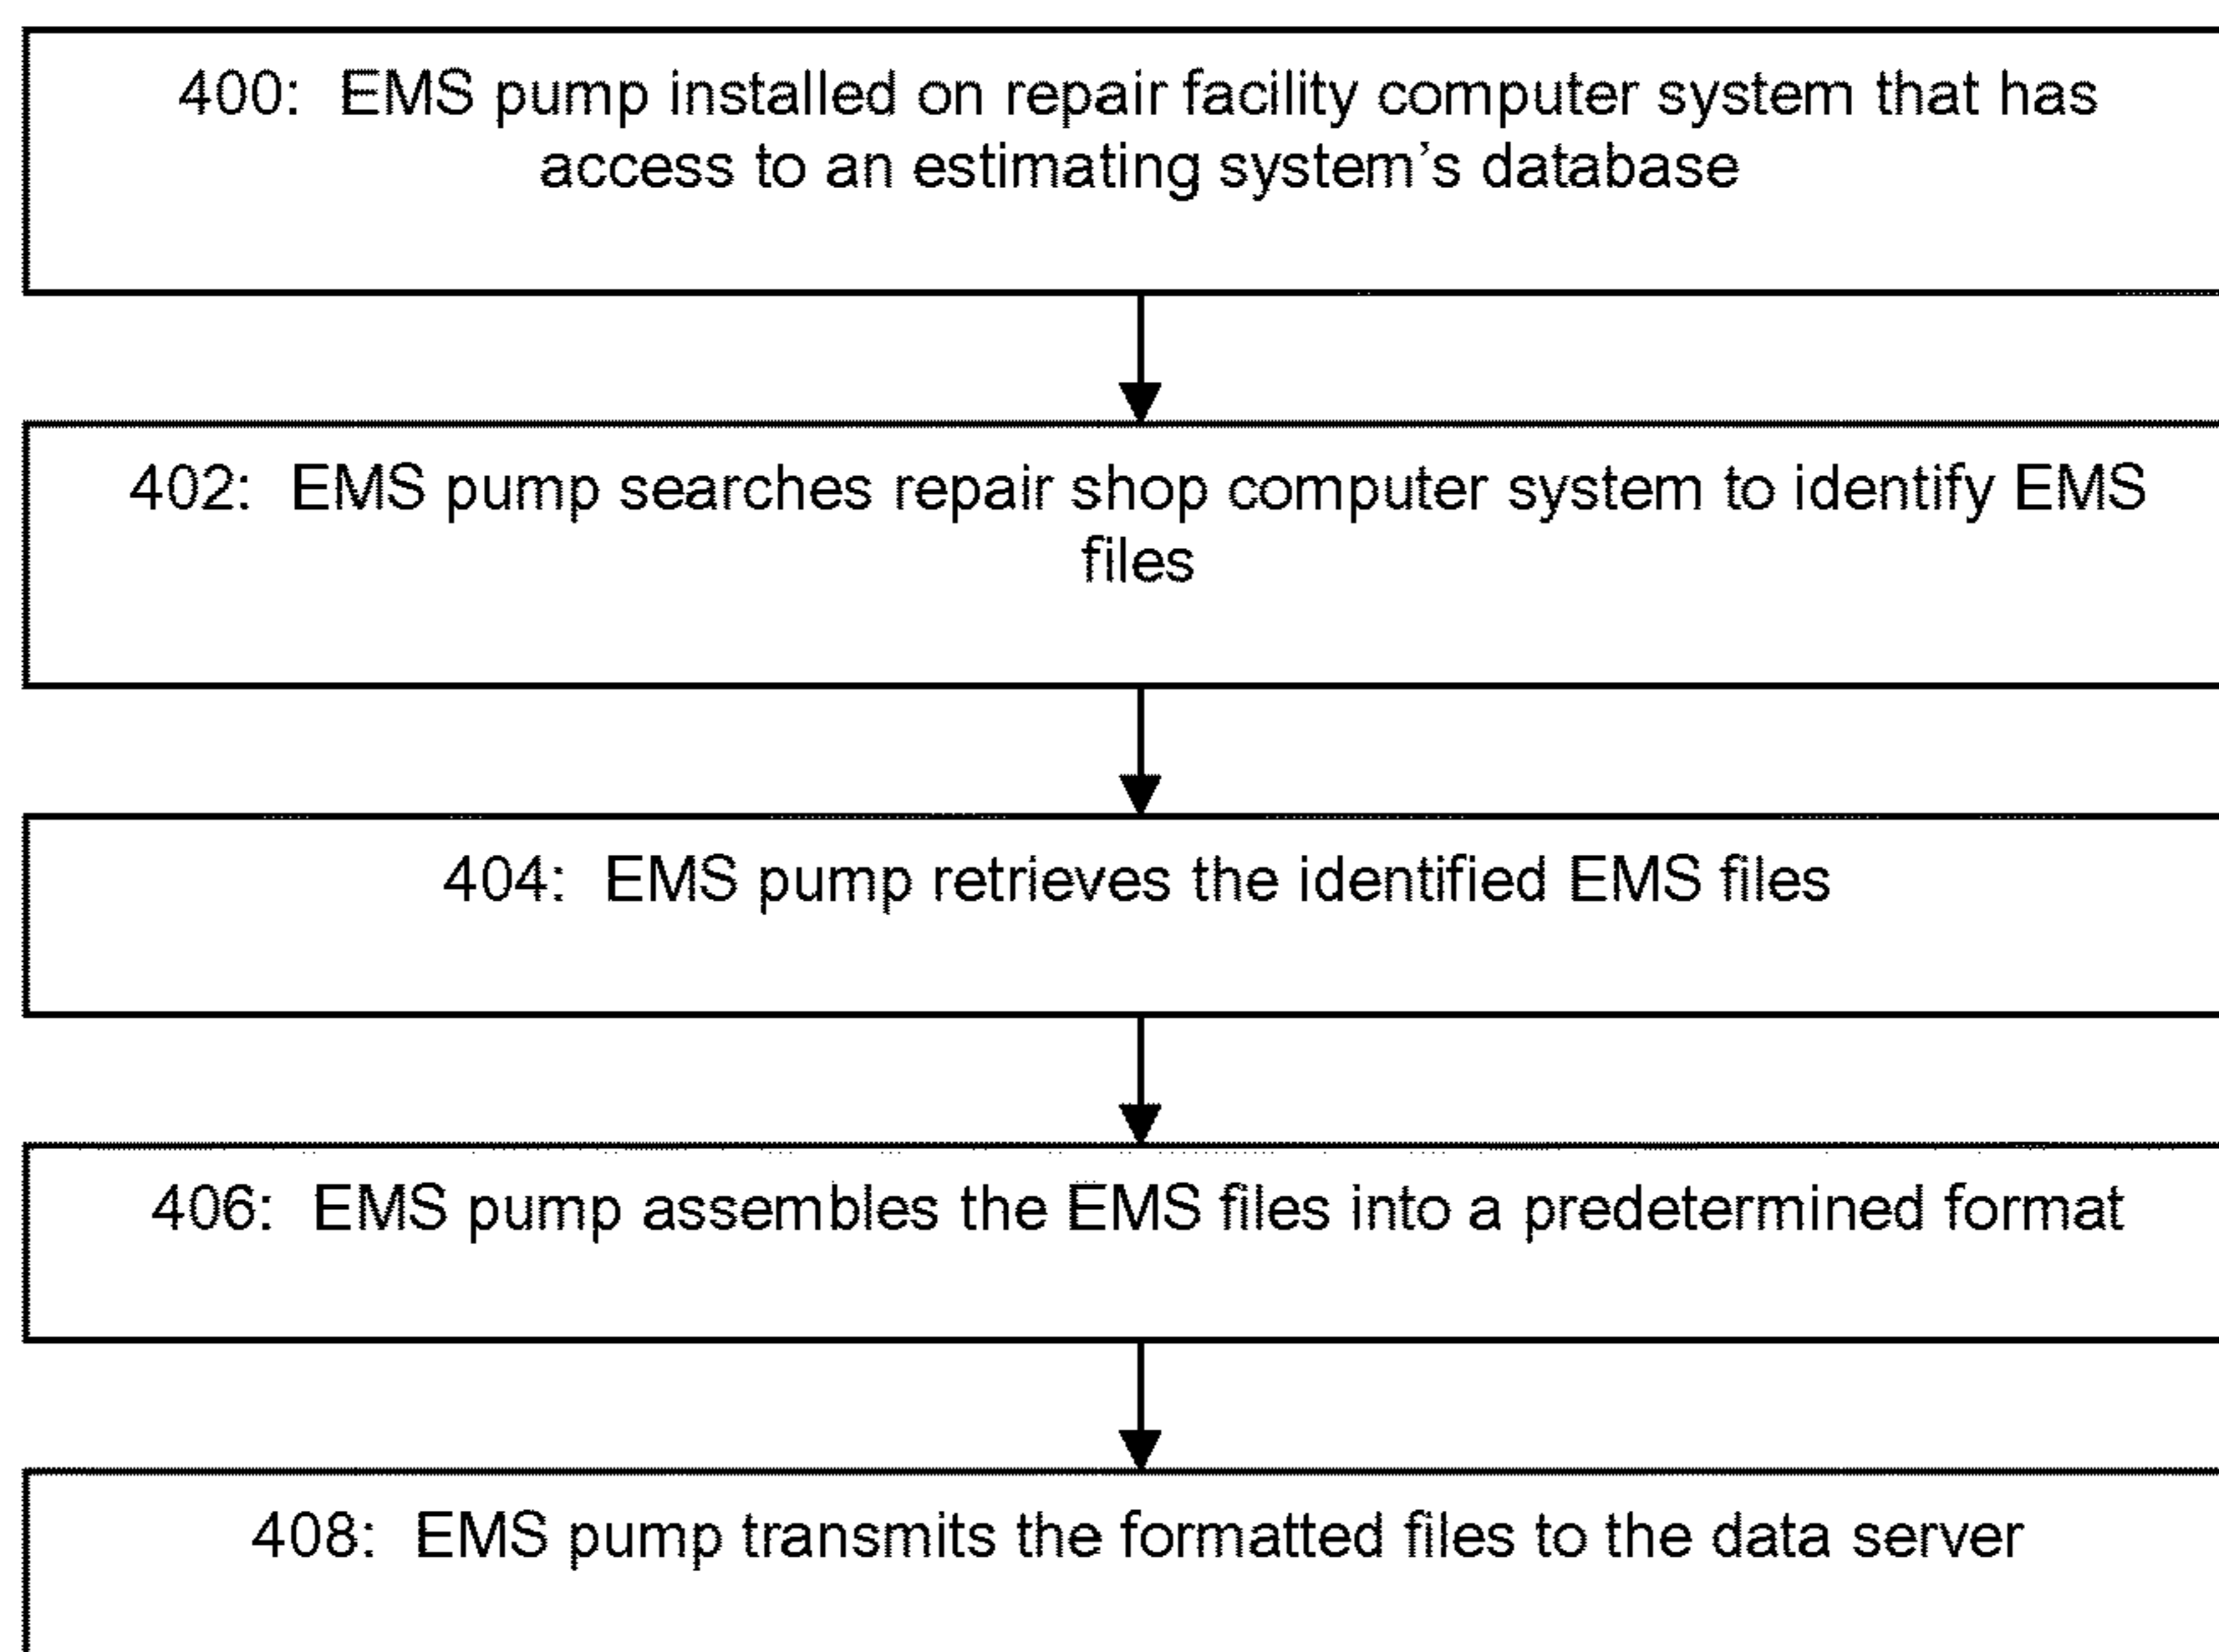 400:  EMS pump installed on repair facility computer system that has
access to an estimating system's database
402:  EMS pump searches repair shop computer system to identify EMS
files
404:  EMS pump retrieves the identified EMS files
406:  EMS pump assembles the EMS files into a predetermined format
408:  EMS pump transmits the formatted files to the data server